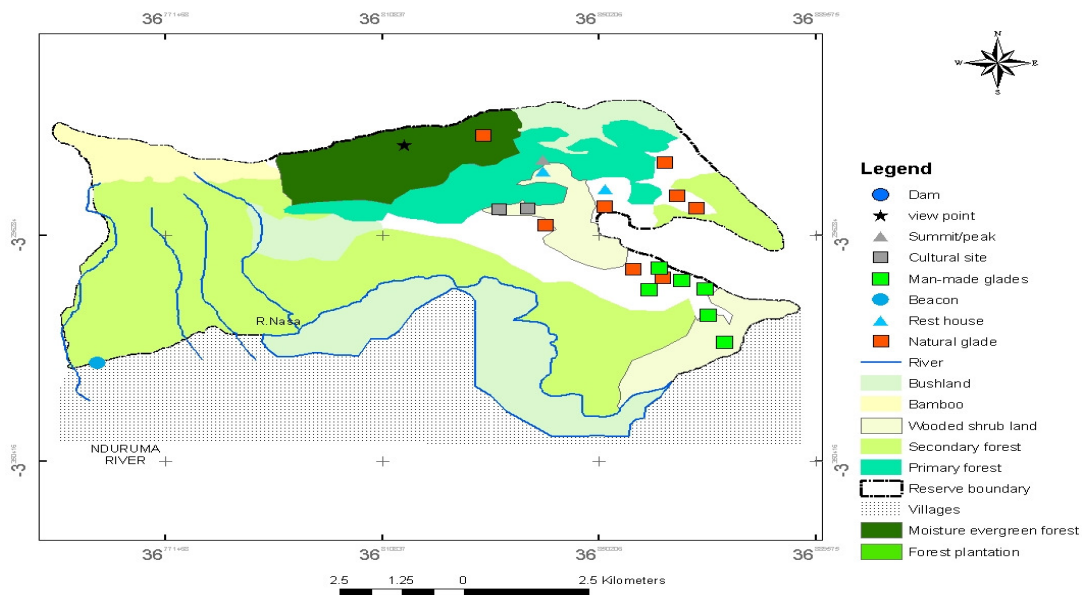 36
36
36
36
N
W
E
S
-3
-3
R.Nasa
NDURUMA
RIVER
-3
-3
36
36
36
36
2.5
1.25
0
2.5 Kilometers
Legend
Dam
view point
Summit/peak
Cultural site
Man-made glades
Beacon
Rest house
Natural glade
River
Bushland
Bamboo
Wooded shrub land
Secondary forest
Primary forest
Reserve boundary
Villages
Moisture evergreen forest
Forest plantation